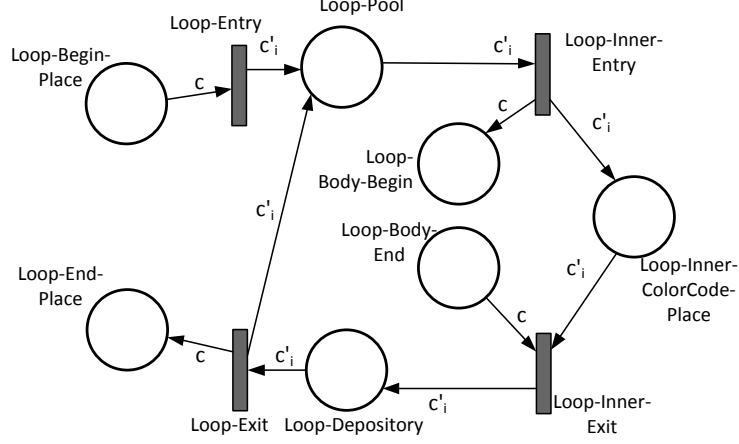 Loop-Pool
Loop-Entry
Loop-Begin-
Place
c
c'i
c'i
Loop-Inner-
Entry
c
c'i
Loop-
Body-Begin
c'i
Loop-Body-
End
Loop-Inner-
ColorCode-
Place
c'i
Loop-End-
Place
c
c
c'i
c'i
Loop-Exit
Loop-Depository
Loop-Inner-
Exit